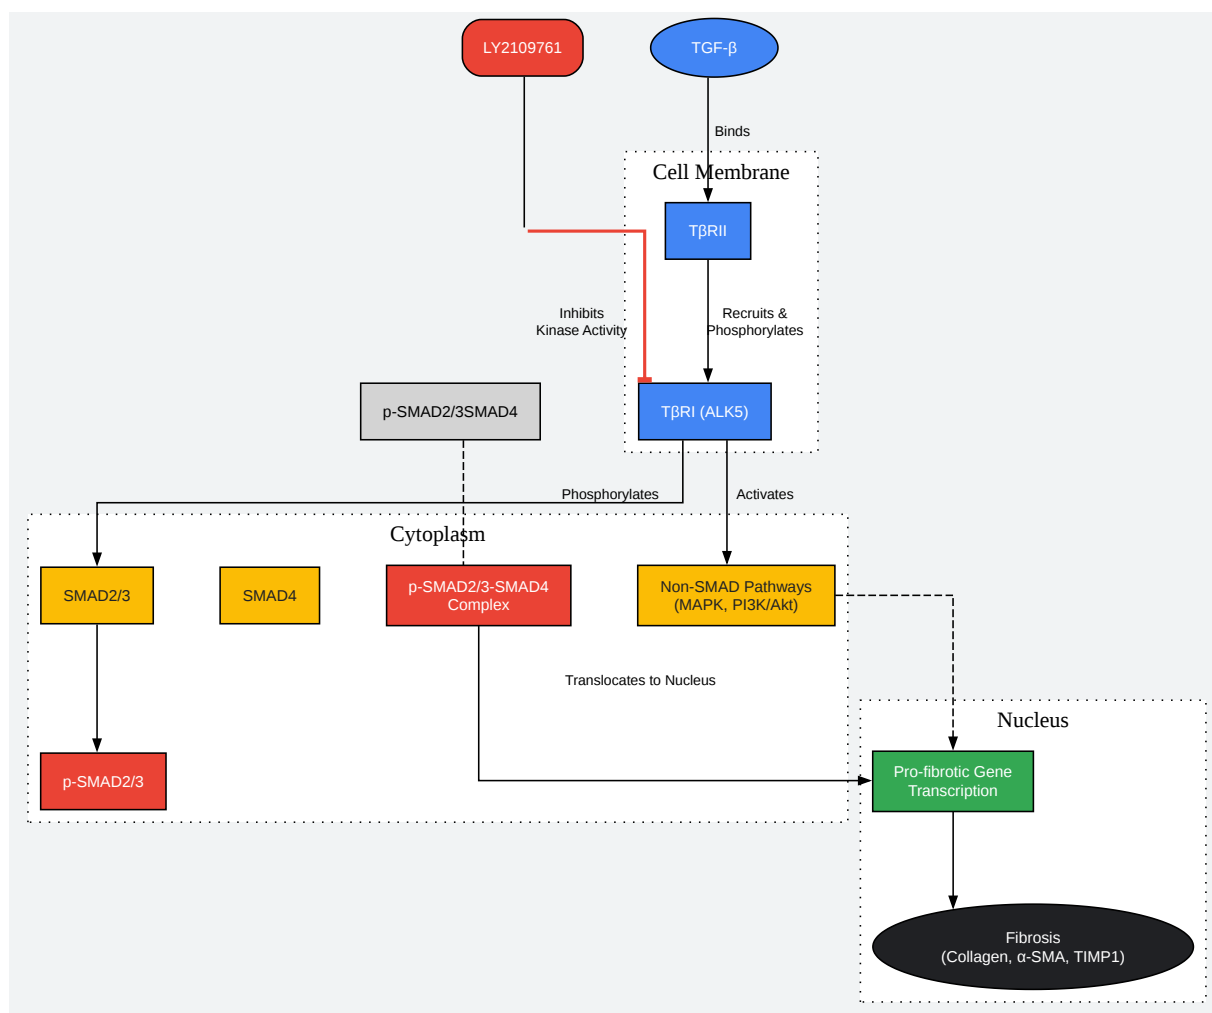 LY2109761
TGF-β
Binds
Cell Membrane
TβRII
Inhibits
Kinase Activity
Recruits &
Phosphorylates
p-SMAD2/3SMAD4
TβRI (ALK5)
Phosphorylates
Activates
Cytoplasm
SMAD2/3
SMAD4
p-SMAD2/3-SMAD4
Complex
Non-SMAD Pathways
(MAPK, PI3K/Akt)
Translocates to Nucleus
Nucleus
p-SMAD2/3
Pro-fibrotic Gene
Transcription
Fibrosis
(Collagen, α-SMA, TIMP1)